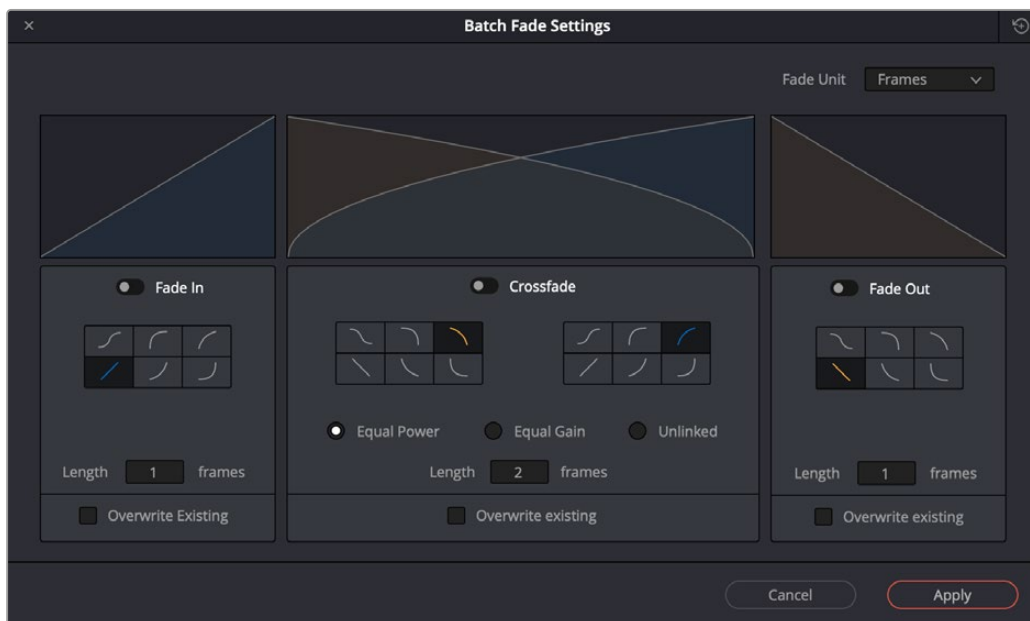 Batch Fade Settings
Fade Unit Frames
Fade In
Length 1 frames
Overwrite Existing
Crossfade
Equal Power Equal Gain Unlinked
Length 2 frames
Overwrite existing
Fade Out
Length 1 frames
Overwrite existing
Cancel Apply